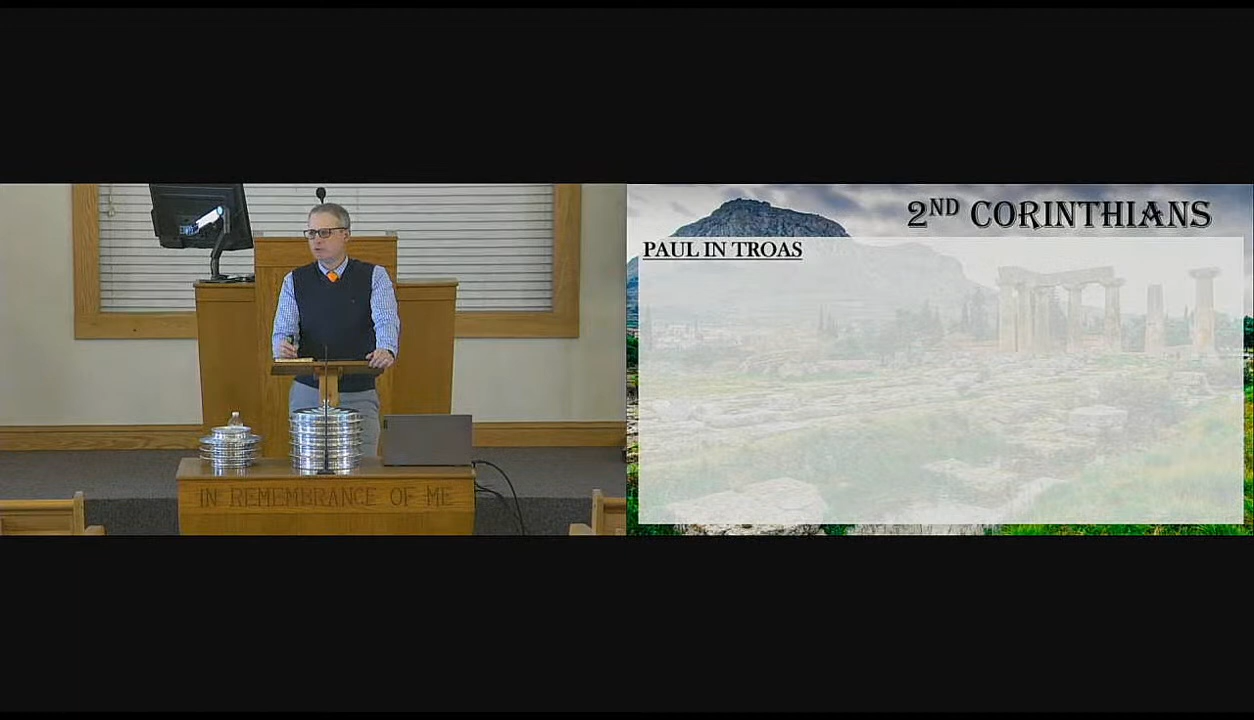 2ND CORINTHIANS
PAUL IN TROAS
IN REMEMBRANCE OF ME